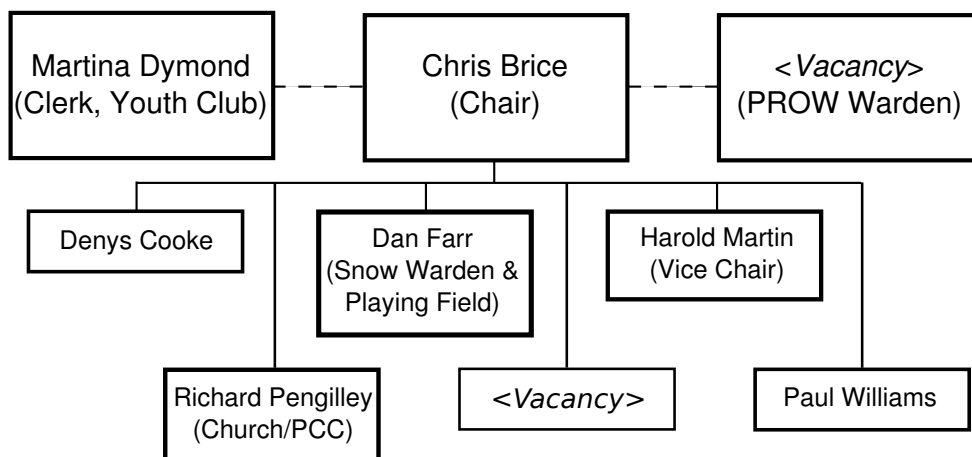 Martina Dymond
(Clerk, Youth Club)
Chris Brice
(Chair)
<Vacancy>
(PROW Warden)
Denys Cooke
Dan Farr
(Snow Warden &
Playing Field)
Harold Martin
(Vice Chair)
Richard Pengilley
(Church/PCC)
<Vacancy>
Paul Williams